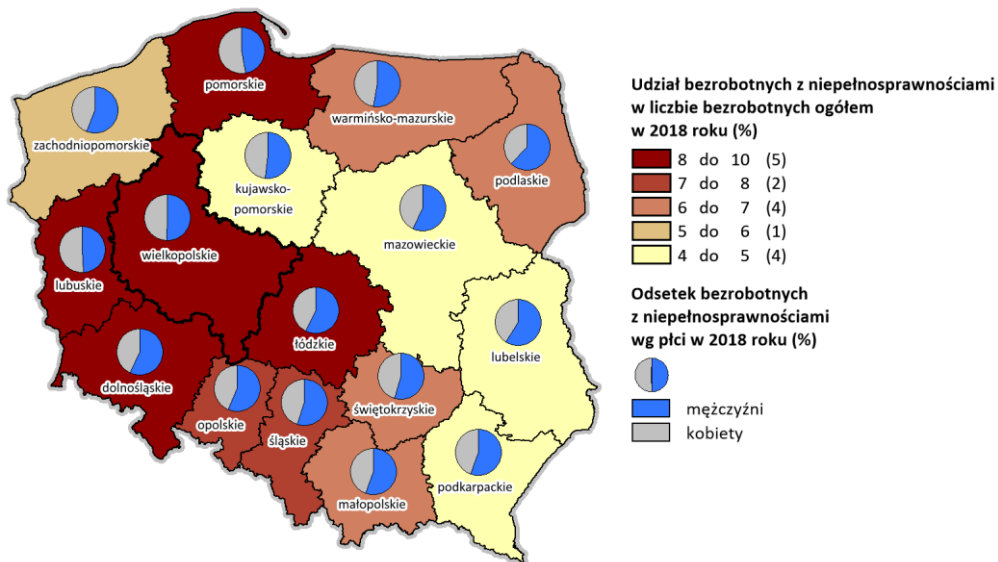 pomorskie
warmińsko-mazurskie
zachodniopomorskie
podlaskie
kujawsko-
pomorskie
mazowieckie
wielkopolskie
lubuskie
łódzkie
lubelskie
dolnośląskie
opolskie
śląskie
świętokrzyskie
małopolskie
podkarpackie
Udział bezrobotnych z niepełnosprawnościami
w liczbie bezrobotnych ogółem
w 2018 roku (%)
8 do 10 (5)
7 do 8 (2)
6 do 7 (4)
5 do 6 (1)
4 do 5 (4)
Odsetek bezrobotnych
z niepełnosprawnościami
wg płci w 2018 roku (%)
mężczyźni
kobiety